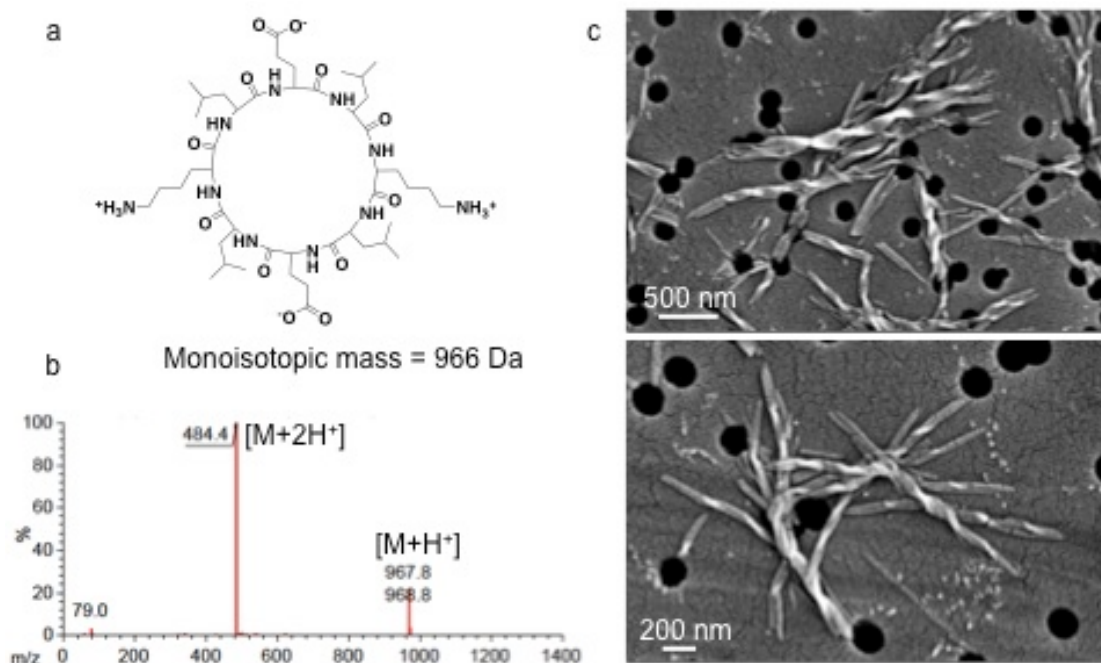 a
O
O-
O
H
N
O
NH
O
NH
O
NH
O
NH3+
O
N
H
O
O
-O
O
NH
O
HN
O
+H3N
HN
O
O
Monoisotopic mass = 966 Da
b
100
80
60
40
20
0
%
484.4
[M+2H+]
[M+H+]
967.8
968.8
79.0
m/z
0 200 400 600 800 1000 1200 1400
c
500 nm
200 nm